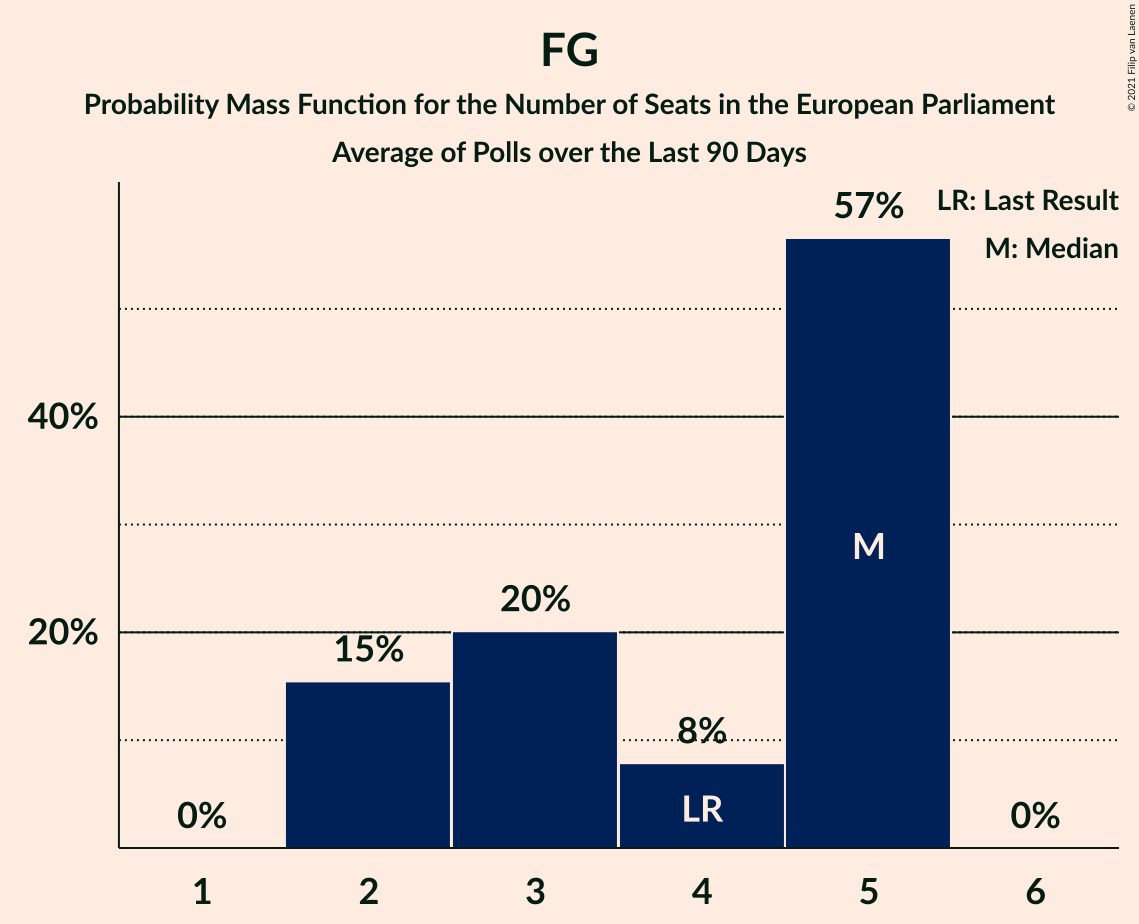 FG
Probability Mass Function for the Number of Seats in the European Parliament
Average of Polls over the Last 90 Days
© 2021 Filip van Laenen
LR: Last Result
M: Median
57%
40%
M
20%
20%
15%
8%
LR
0%
0%
1 2 3 4 5 6